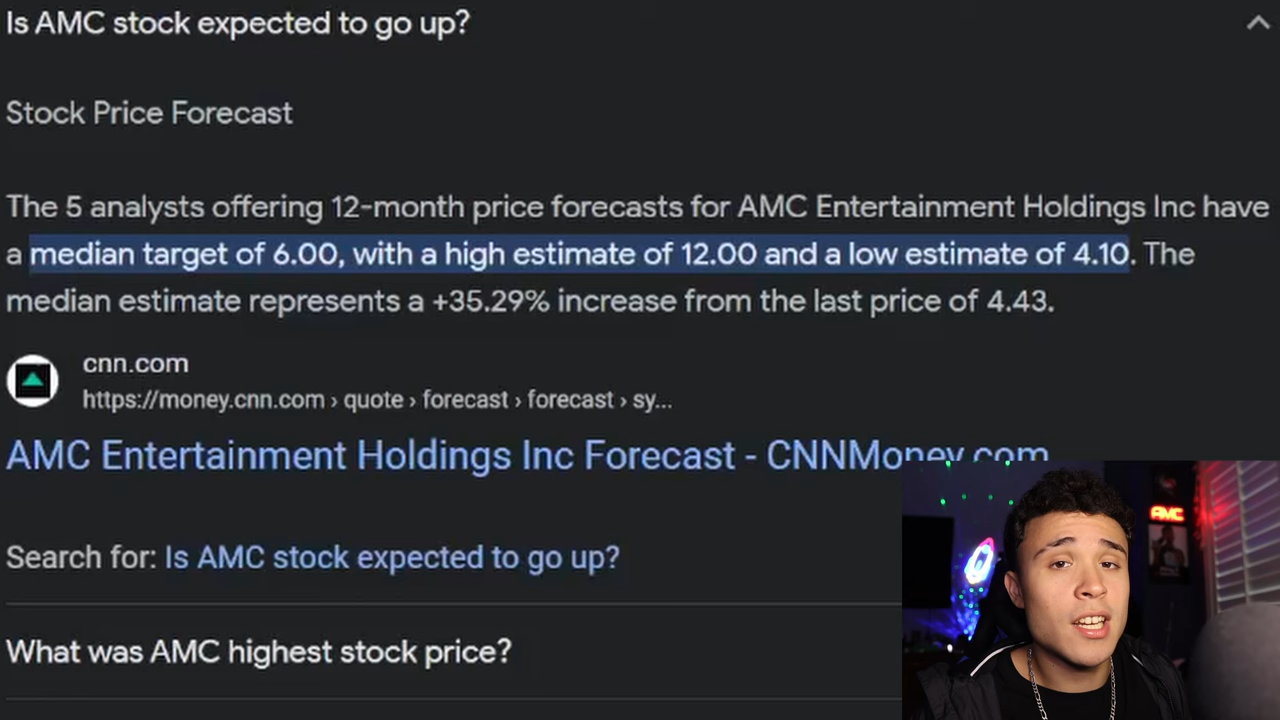 Is AMC stock expected to go up?
Stock Price Forecast
The 5 analysts offering 12-month price forecasts for AMC Entertainment Holdings Inc have
a median target of 6.00, with a high estimate of 12.00 and a low estimate of 4.10. The
median estimate represents a +35.29% increase from the last price of 4.43.
cnn.com
https://money.cnn.com › quote › forecast › forecast › sy...
AMC Entertainment Holdings Inc Forecast - CNNMoney.com
AMC
Search for: Is AMC stock expected to go up?
What was AMC highest stock price?